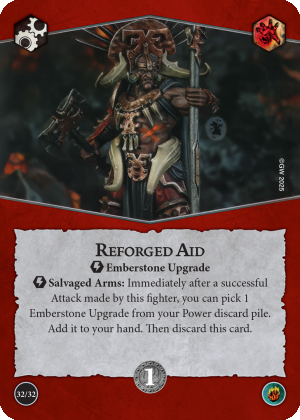 ©GW 2025
REFORGED AID
Emberstone Upgrade
Salvaged Arms: Immediately after a successful
Attack made by this fighter, you can pick 1
Emberstone Upgrade from your Power discard pile.
Add it to your hand. Then discard this card.
1
32/32